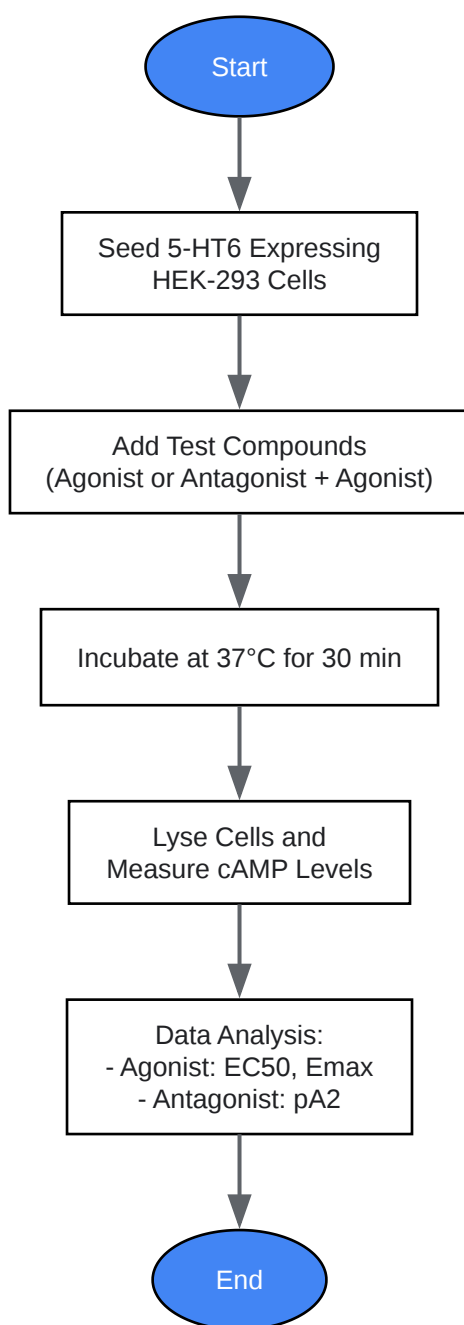 Start
Seed 5-HT6 Expressing
HEK-293 Cells
Add Test Compounds
(Agonist or Antagonist + Agonist)
Incubate at 37°C for 30 min
Lyse Cells and
Measure cAMP Levels
Data Analysis:
- Agonist: EC50, Emax
- Antagonist: pA2
End